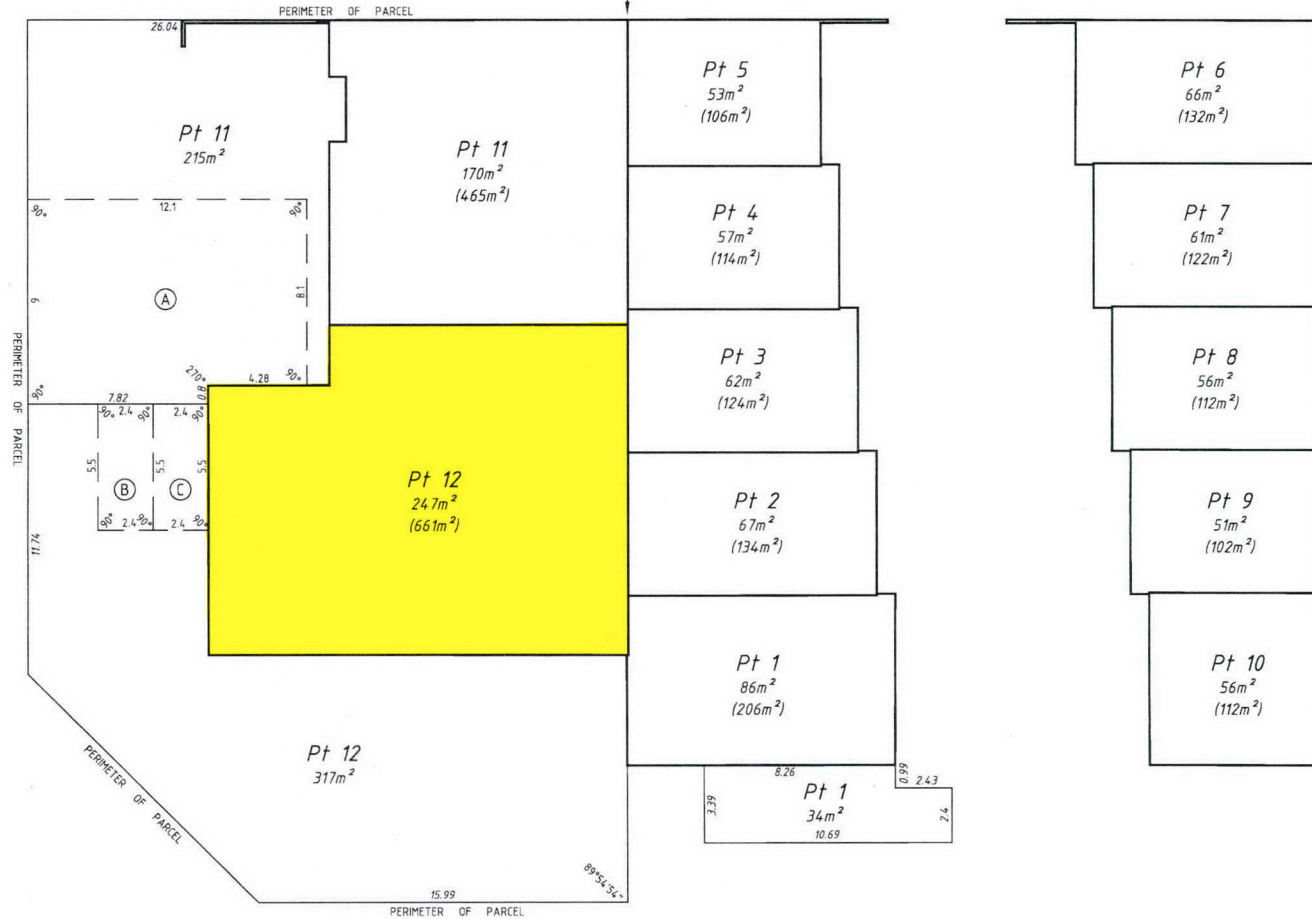 PERIMETER OF PARCEL
26.04
Pt 11
215m²
Pt 11
170m²
(465m²)
Pt 5
53m²
(106m²)
Pt 6
66m²
(132m²)
90°
12.1
90°
Pt 4
57m²
(114m²)
Pt 7
61m²
(122m²)
9
A
8.1
PERIMETER OF PARCEL
90°
270°
4.28
90°
0.8
7.82
Pt 3
62m²
(124m²)
Pt 8
56m²
(112m²)
90° 2.4 90° 2.4 90°
5.5
5.5
5.5
B
C
90° 2.4 90° 2.4 90°
11.74
Pt 12
247m²
(661m²)
Pt 2
67m²
(134m²)
Pt 9
51m²
(102m²)
Pt 1
86m²
(206m²)
Pt 10
56m²
(112m²)
PERIMETER OF PARCEL
Pt 12
317m²
8.26
0.99
2.43
3.39
Pt 1
34m²
2.4
10.69
89°54'54"
15.99
PERIMETER OF PARCEL